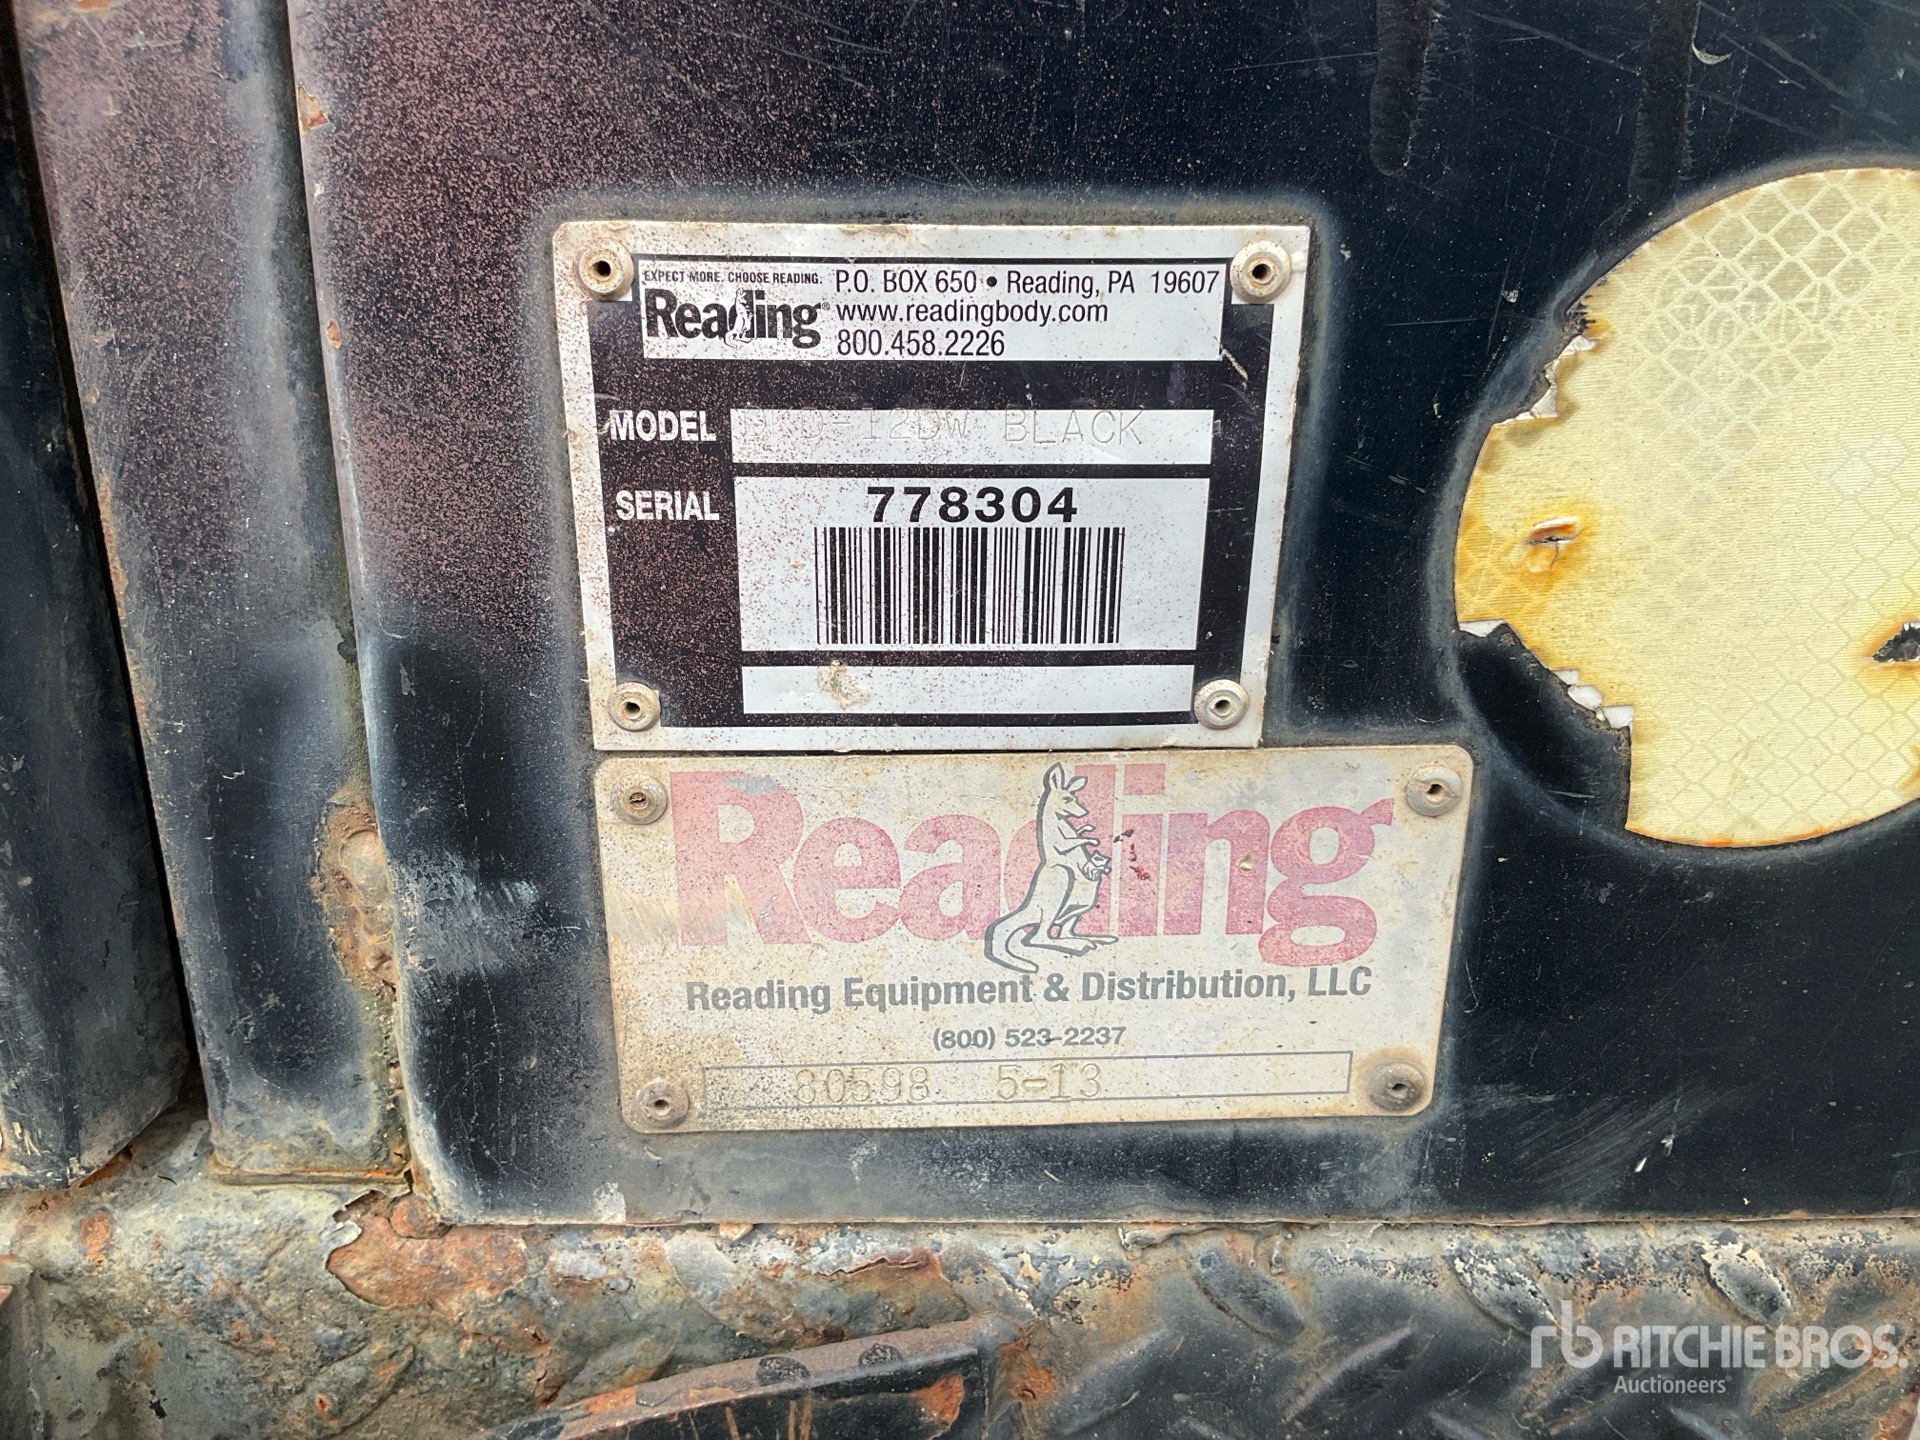 EXPECT MORE. CHOOSE READING.
Reading®
P.O. BOX 650 • Reading, PA 19607
www.readingbody.com
800.458.2226
MODEL BLACK
SERIAL 778304
Reading
Reading Equipment & Distribution, LLC
(800) 523-2237
80598 5-13
rb RITCHIE BROS.
Auctioneers